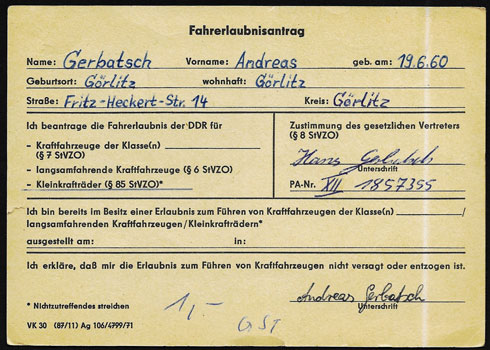 Fahrerlaubnisantrag
Name: Gerbatsch Vorname: Andreas geb. am: 19.6.60
Geburtsort: Görlitz wohnhaft: Görlitz
Straße: Fritz-Heckert-Str. 14 Kreis: Görlitz
Ich beantrage die Fahrerlaubnis der DDR für
- Kraftfahrzeuge der Klasse(n)
(§ 7 StVZO)
- langsamfahrende Kraftfahrzeuge (§ 6 StVZO)
- Kleinkrafträder (§ 85 StVZO)*
Zustimmung des gesetzlichen Vertreters
(§ 8 StVZO)
Hans Gerbatsch
Unterschrift
PA-Nr. XII 1857355
Ich bin bereits im Besitz einer Erlaubnis zum Führen von Kraftfahrzeugen der Klasse(n) /
langsamfahrenden Kraftfahrzeugen/Kleinkrafträdern*
ausgestellt am: in:
Ich erkläre, daß mir die Erlaubnis zum Führen von Kraftfahrzeugen nicht versagt oder entzogen ist.
Andreas Gerbatsch
Unterschrift
* Nichtzutreffendes streichen
1,-
GST
VK 30 (87/11) Ag 106/4799/71